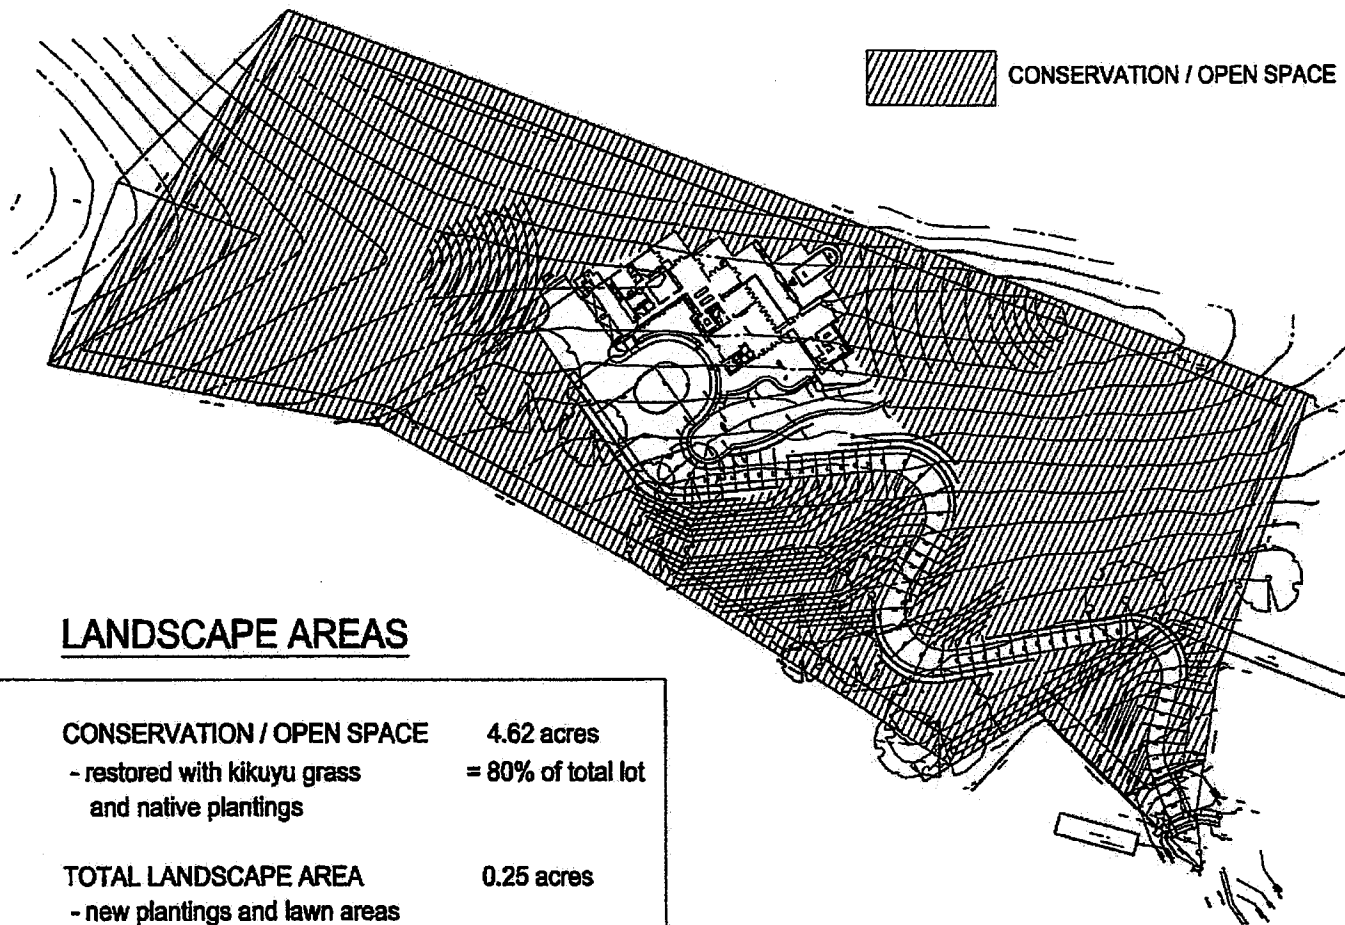 CONSERVATION / OPEN SPACE
LANDSCAPE AREAS
CONSERVATION / OPEN SPACE 4.62 acres
- restored with kikuyu grass = 80% of total lot
and native plantings
TOTAL LANDSCAPE AREA 0.25 acres
- new plantings and lawn areas